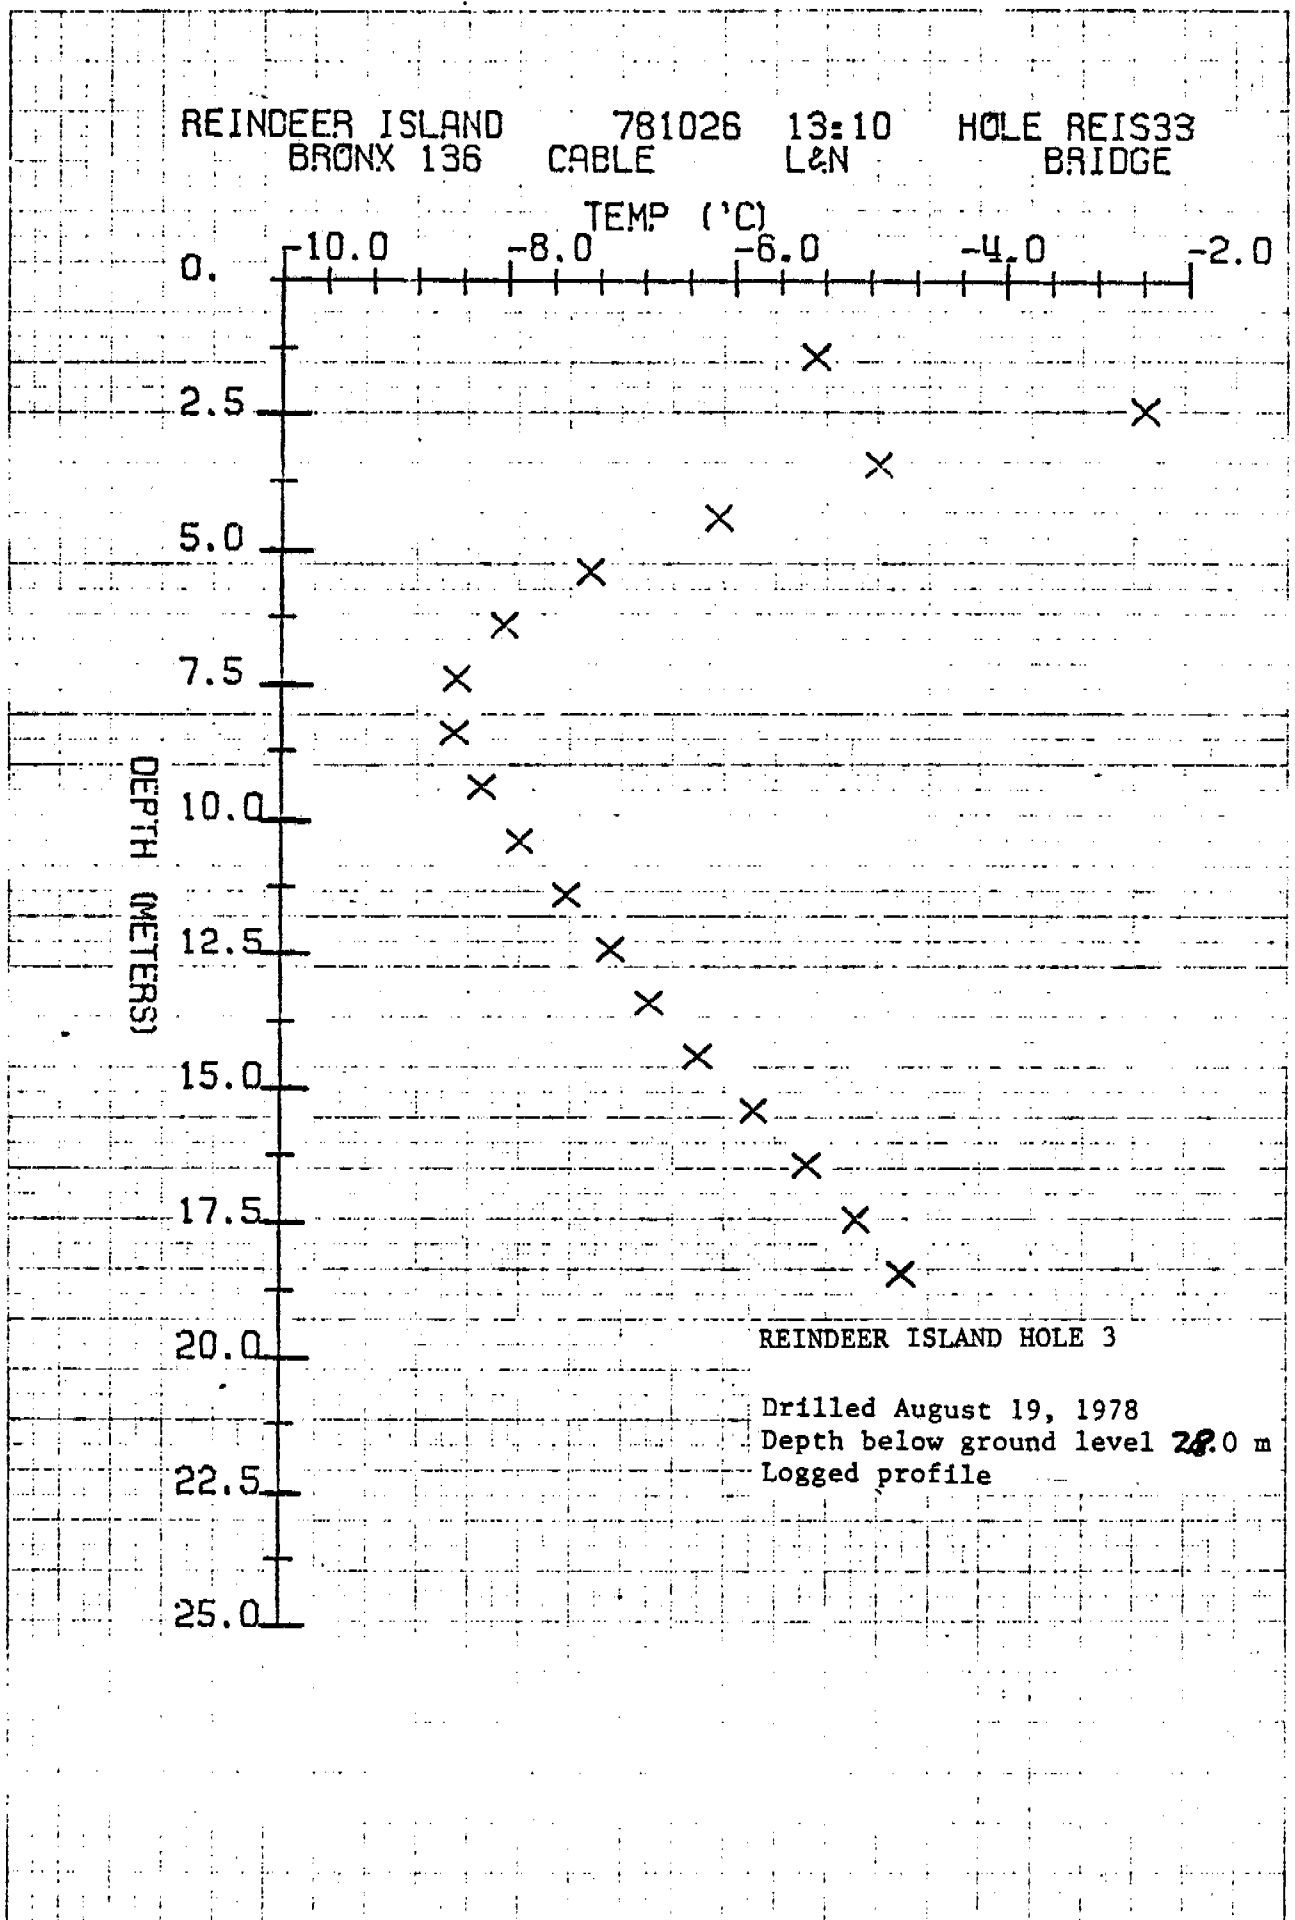 REINDEER ISLAND 781026 13:10 HOLE REIS33
BRONX 136 CABLE L&N BRIDGE
TEMP ('C)
-10.0 -8.0 -6.0 -4.0 -2.0
0.
2.5
5.0
7.5
10.0
12.5
15.0
17.5
20.0
22.5
25.0
DEPTH (METERS)
REINDEER ISLAND HOLE 3
Drilled August 19, 1978
Depth below ground level m
Logged profile